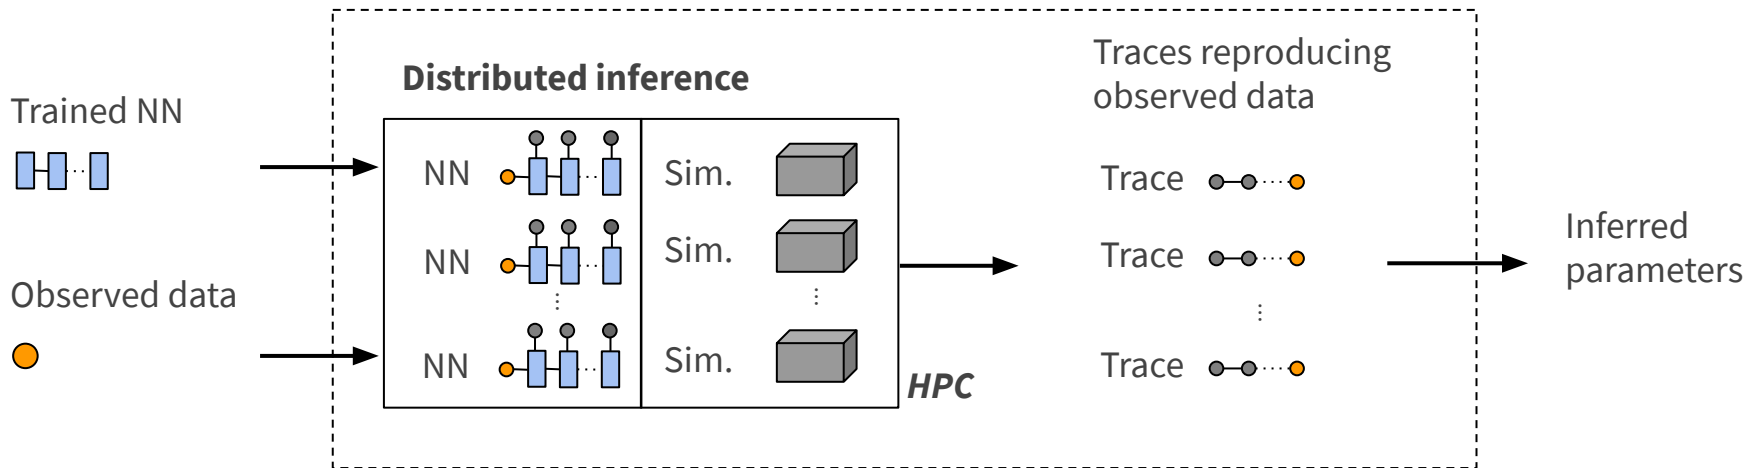 Trained NN
Observed data
Distributed inference
NN
Sim.
NN
Sim.
NN
Sim.
HPC
Traces reproducing
observed data
Trace
Trace
Trace
Inferred
parameters